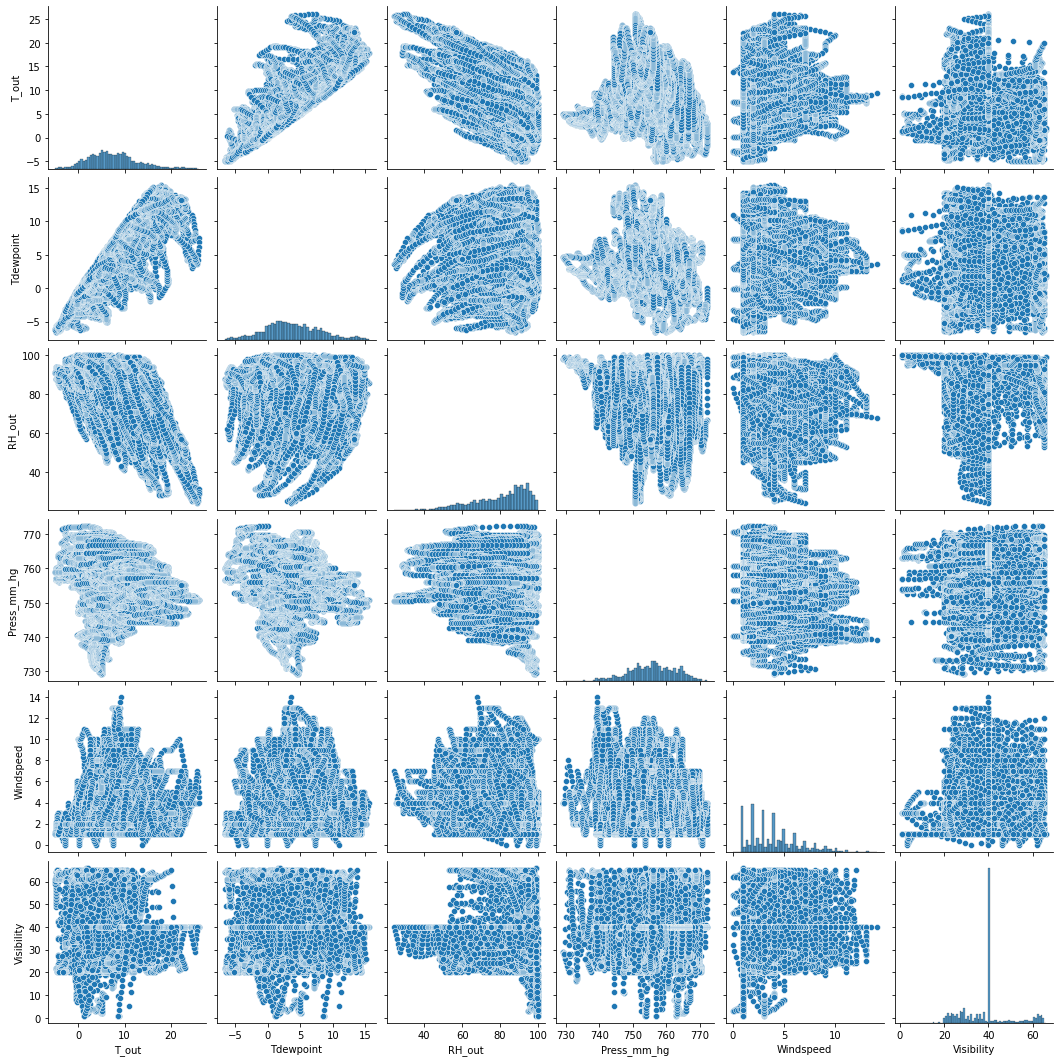 25
20
15
10
5
0
−5
T_out
15
10
5
0
−5
Tdewpoint
100
80
60
40
RH_out
770
760
750
740
730
Press_mm_hg
14
12
10
8
6
4
2
0
Windspeed
60
50
40
30
20
10
0
Visibility
0 10 20
−5 0 5 10 15
40 60 80 100
730 740 750 760 770
0 5 10
0 20 40 60
T_out Tdewpoint RH_out Press_mm_hg Windspeed Visibility